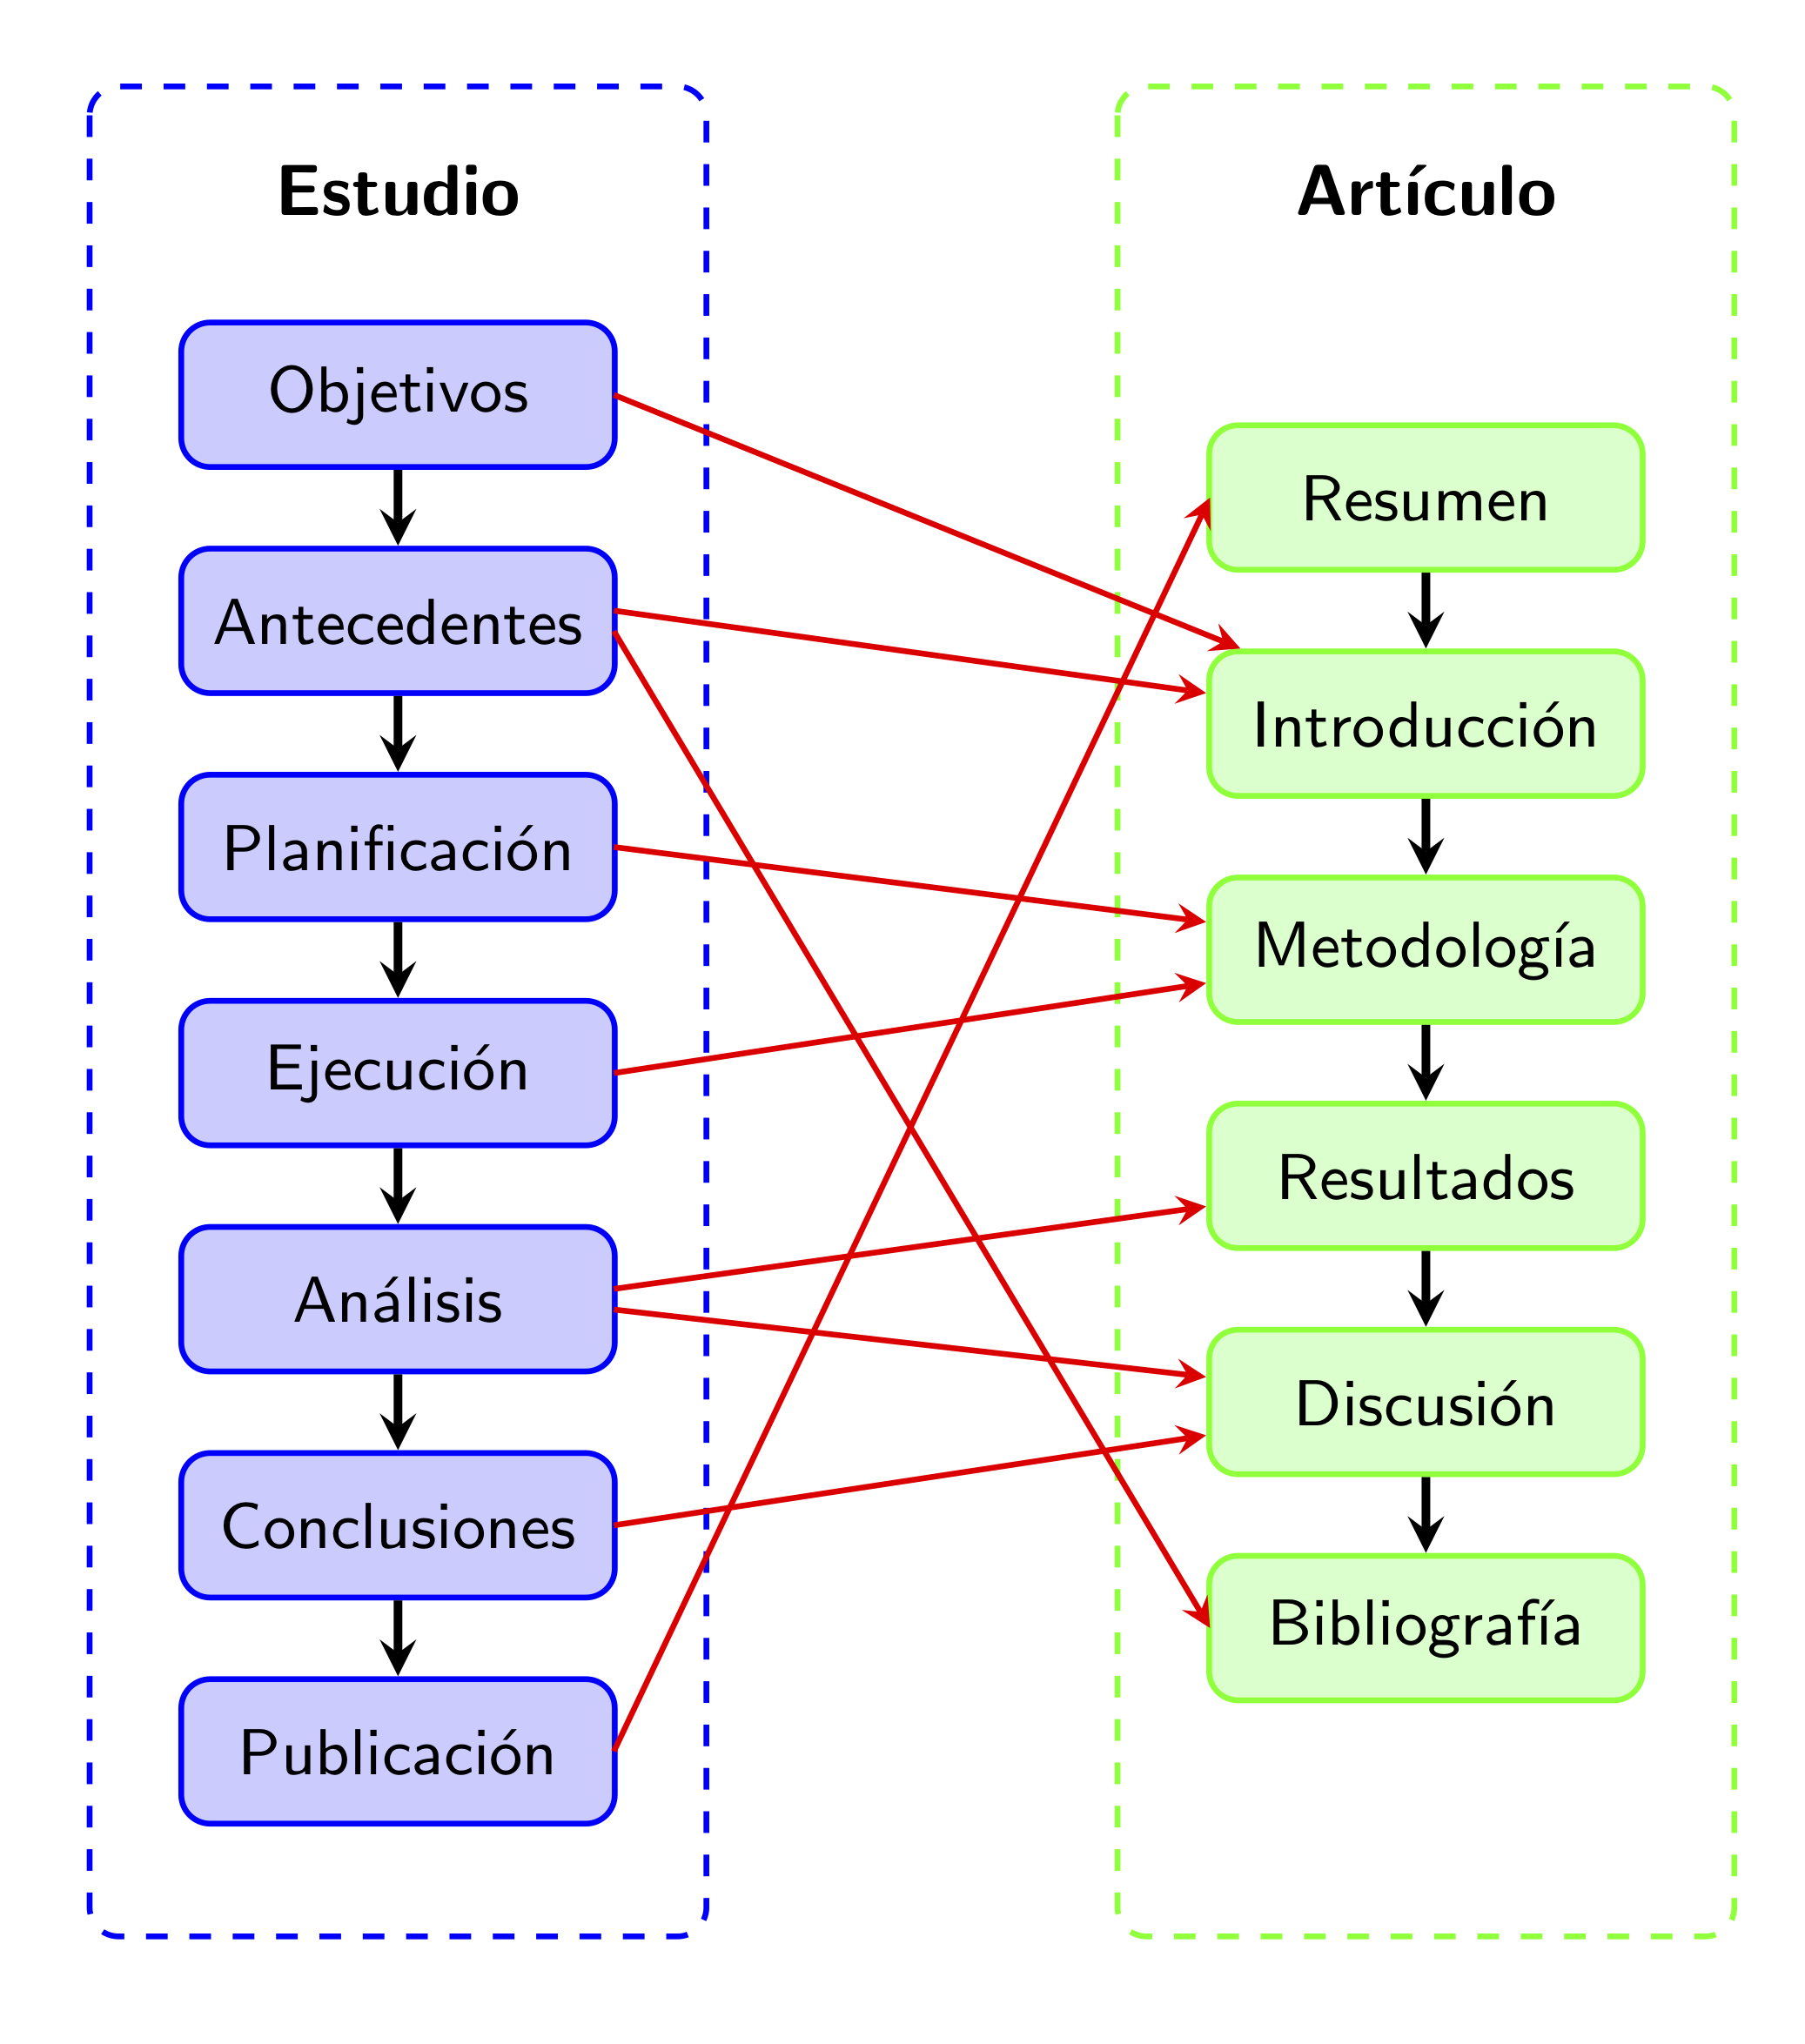 Estudio
Objetivos
Antecedentes
Planificación
Ejecución
Análisis
Conclusiones
Publicación
Artículo
Resumen
Introducción
Metodología
Resultados
Discusión
Bibliografía